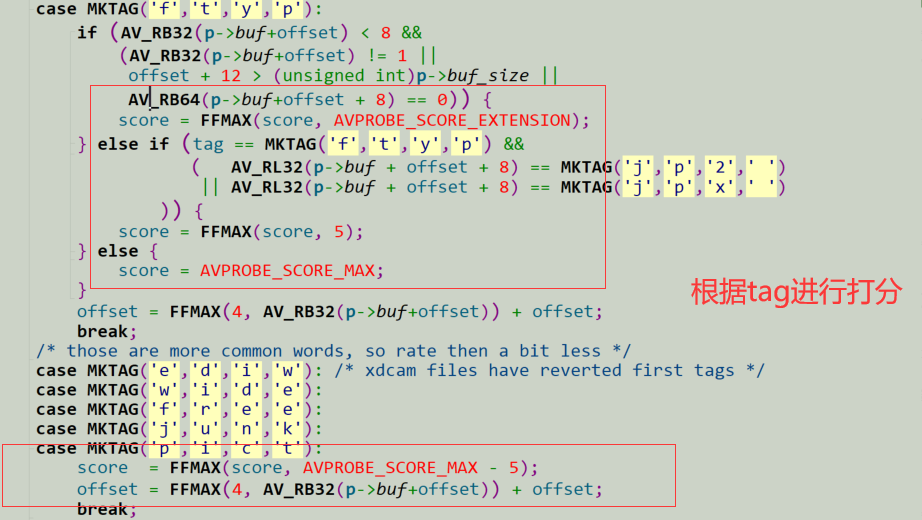 case MKTAG('f','t','y','p'):
if (AV_RB32(p->buf+offset) < 8 &&
(AV_RB32(p->buf+offset) != 1 ||
offset + 12 > (unsigned int)p->buf_size ||
AV_RB64(p->buf+offset + 8) == 0)) {
score = FFMAX(score, AVPROBE_SCORE_EXTENSION);
} else if (tag == MKTAG('f','t','y','p') &&
( AV_RL32(p->buf + offset + 8) == MKTAG('j','p','2',' ')
|| AV_RL32(p->buf + offset + 8) == MKTAG('j','p','x',' ')
)) {
score = FFMAX(score, 5);
} else {
score = AVPROBE_SCORE_MAX;
}
根据tag进行打分
offset = FFMAX(4, AV_RB32(p->buf+offset)) + offset;
break;
/* those are more common words, so rate then a bit less */
case MKTAG('e','d','i','w'): /* xdcam files have reverted first tags */
case MKTAG('w','i','d','e'):
case MKTAG('f','r','e','e'):
case MKTAG('j','u','n','k'):
case MKTAG('p','i','c','t'):
score = FFMAX(score, AVPROBE_SCORE_MAX - 5);
offset = FFMAX(4, AV_RB32(p->buf+offset)) + offset;
break;